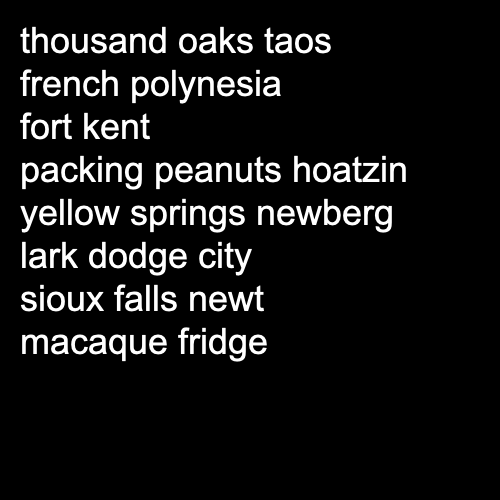 thousand oaks taos
french polynesia
fort kent
packing peanuts hoatzin
yellow springs newberg
lark dodge city
sioux falls newt
macaque fridge